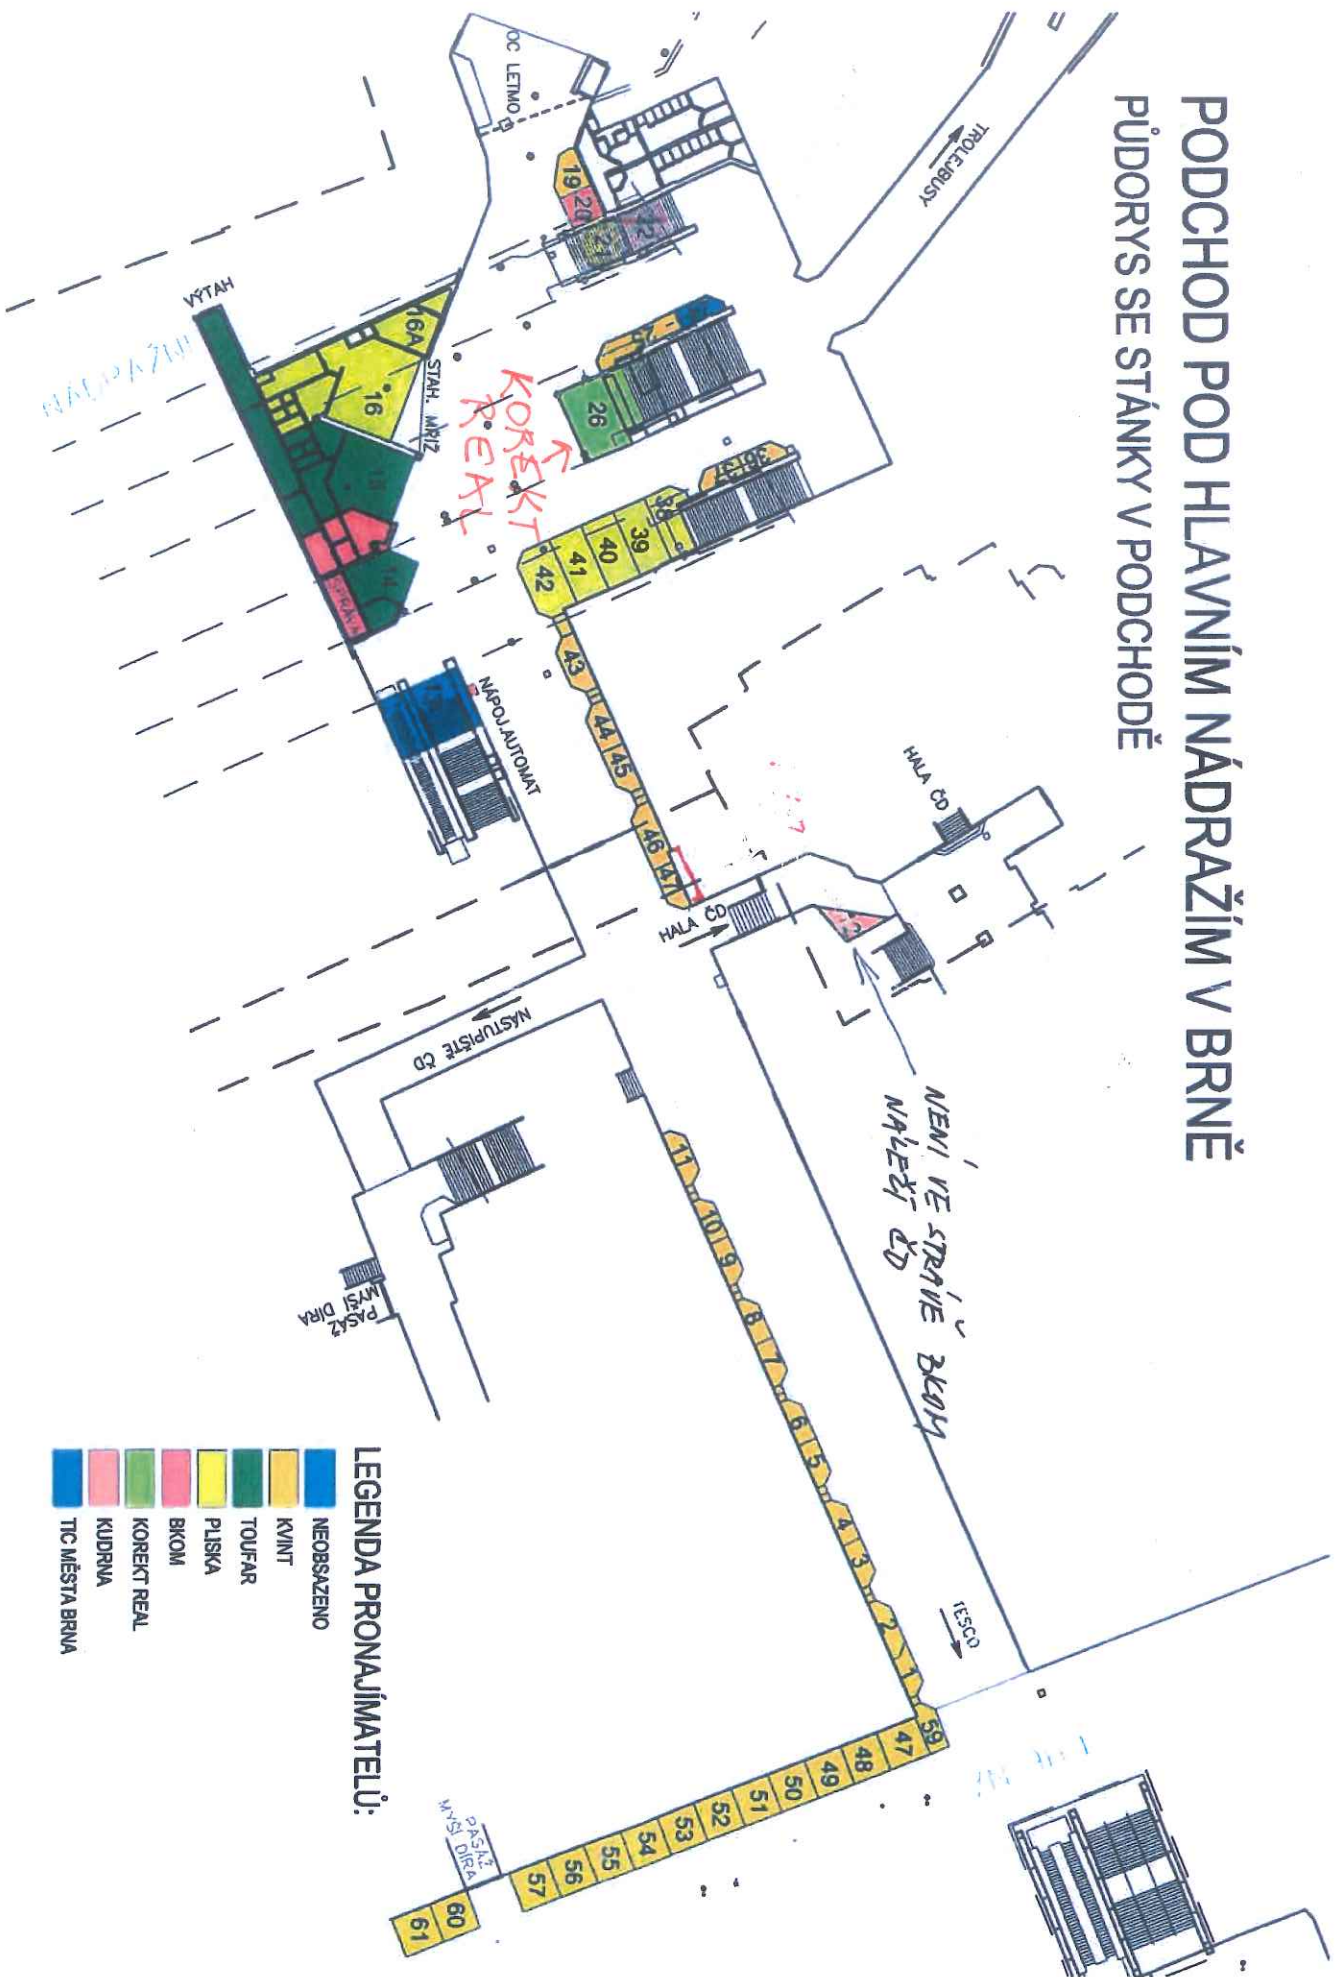 PODCHOD POD HLAVNÍM NÁDRAŽÍM V BRNĚ
PŮDORYS SE STÁNKY V PODCHODĚ
TROLEJBUSY
OC LETMO
19
20
22
21
VÝTAH
16A
16
STAH. MŘÍŽ
26
KOREKT
REAL
SPRÁVA
38
39
40
41
42
43
44
45
46
47
NÁPOJ.AUTOMAT
HALA ČD
HALA ČD
NÁSTUPIŠTĚ ČD
NENÍ VE SPRÁVĚ BKOM
NÁLEŽÍ ČD
PASÁŽ
MYŠÍ DÍRA
11
10
9
8
7
6
5
4
3
2
1
TESCO
59
47
48
49
50
51
52
53
54
55
56
57
PASÁŽ
MYŠÍ DÍRA
60
61
LEGENDA PRONAJÍMATELŮ:
NEOBSAZENO
KVINT
TOUFAR
PLISKA
BKOM
KOREKT REAL
KUDRNA
TIC MĚSTA BRNA